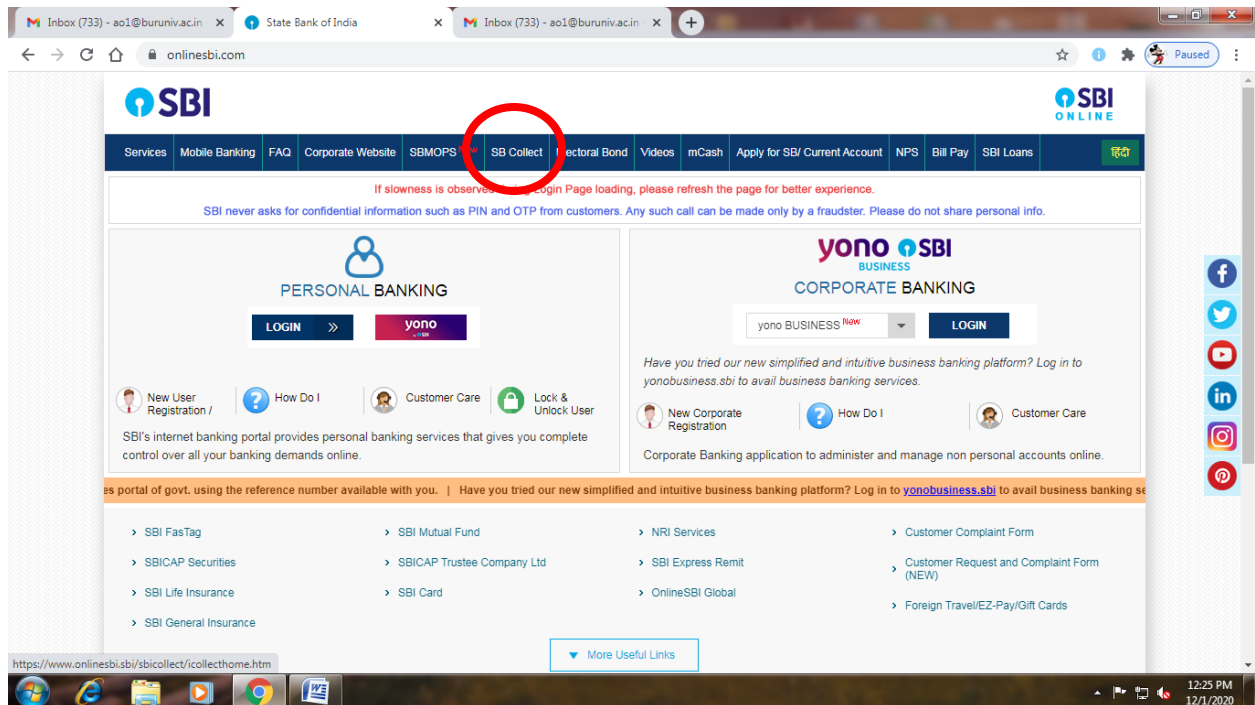 Inbox (733) - ao1@buruniv.ac.in
State Bank of India
Inbox (733) - ao1@buruniv.ac.in
onlinesbi.com
Paused
SBI
SBI
ONLINE
Services Mobile Banking FAQ Corporate Website SBMOPS New SB Collect Electoral Bond Videos mCash Apply for SB/ Current Account NPS Bill Pay SBI Loans हिंदी
If slowness is observed during Login Page loading, please refresh the page for better experience.
SBI never asks for confidential information such as PIN and OTP from customers. Any such call can be made only by a fraudster. Please do not share personal info.
PERSONAL BANKING
LOGIN
yono
New User
Registration /
How Do I
Customer Care
Lock &
Unlock User
SBI's internet banking portal provides personal banking services that gives you complete
control over all your banking demands online.
yono SBI
BUSINESS
CORPORATE BANKING
yono BUSINESS New
LOGIN
Have you tried our new simplified and intuitive business banking platform? Log in to
yonobusiness.sbi to avail business banking services.
New Corporate
Registration
How Do I
Customer Care
Corporate Banking application to administer and manage non personal accounts online.
es portal of govt. using the reference number available with you. | Have you tried our new simplified and intuitive business banking platform? Log in to yonobusiness.sbi to avail business banking se
SBI FasTag
SBICAP Securities
SBI Life Insurance
SBI General Insurance
SBI Mutual Fund
SBICAP Trustee Company Ltd
SBI Card
NRI Services
SBI Express Remit
OnlineSBI Global
Customer Complaint Form
Customer Request and Complaint Form
(NEW)
Foreign Travel/EZ-Pay/Gift Cards
More Useful Links
https://www.onlinesbi.sbi/sbicollect/icollecthome.htm
12:25 PM
12/1/2020